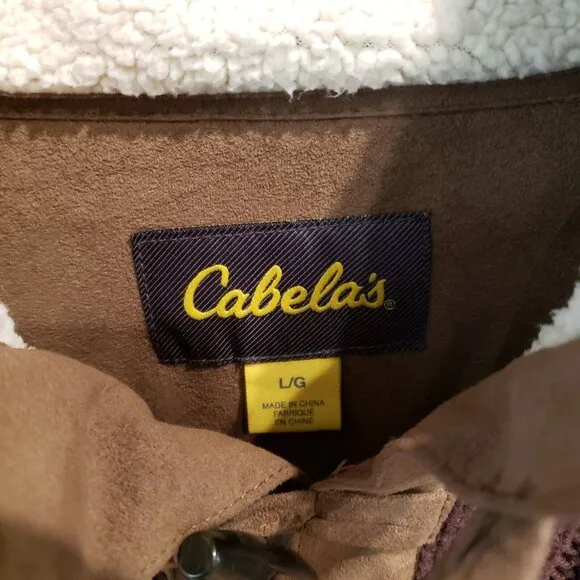 Cabela's®
L/G
MADE IN CHINA
FABRIQUÉ
EN CHINE